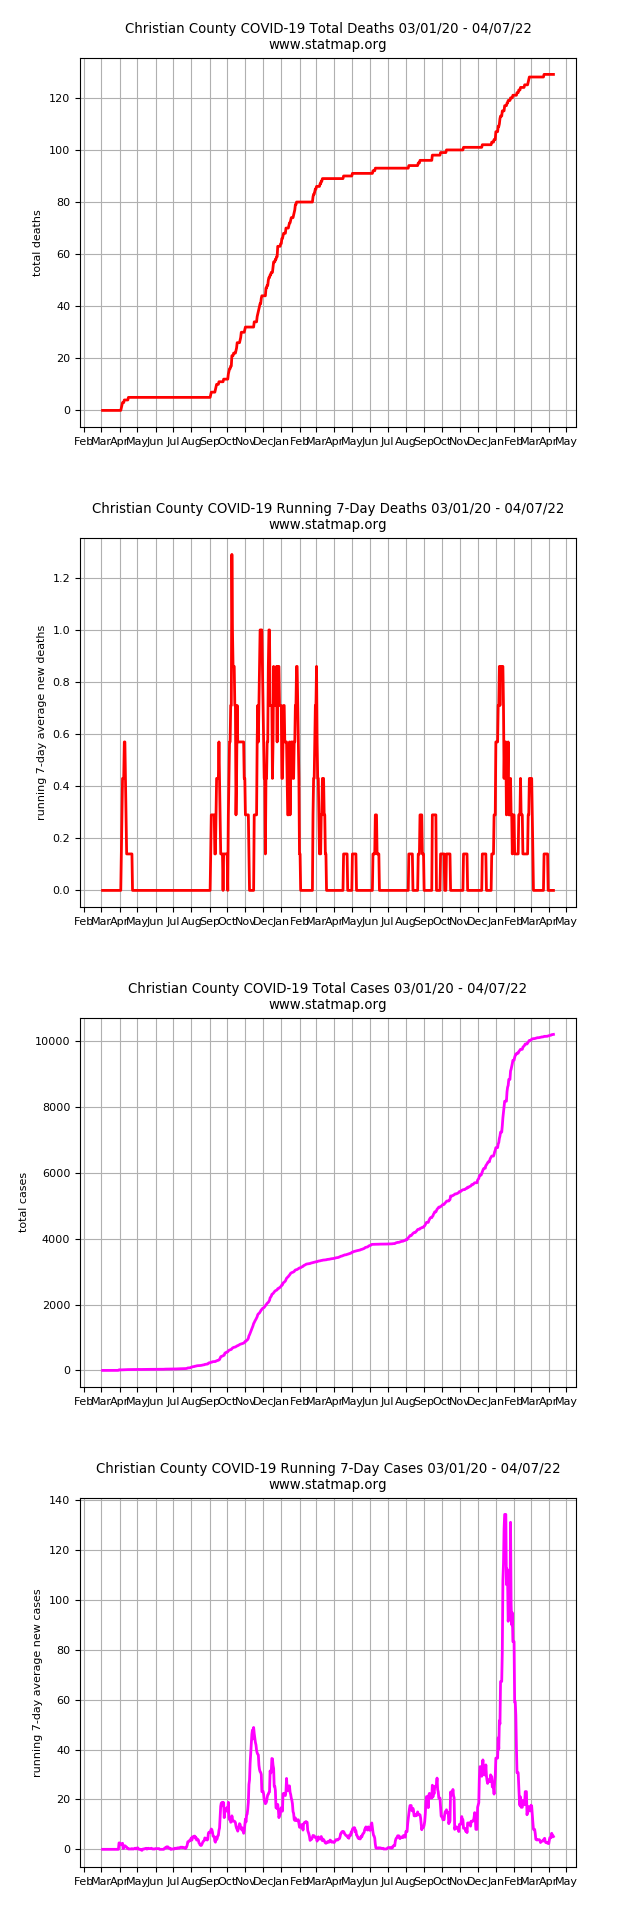 Christian County COVID-19 Total Deaths 03/01/20 - 04/07/22
www.statmap.org
120
100
80
60
40
20
0
total deaths
Feb Mar Apr May Jun Jul Aug Sep Oct Nov Dec Jan Feb Mar Apr May Jun Jul Aug Sep Oct Nov Dec Jan Feb Mar Apr May
Christian County COVID-19 Running 7-Day Deaths 03/01/20 - 04/07/22
www.statmap.org
1.2
1.0
0.8
0.6
0.4
0.2
0.0
running 7-day average new deaths
Feb Mar Apr May Jun Jul Aug Sep Oct Nov Dec Jan Feb Mar Apr May Jun Jul Aug Sep Oct Nov Dec Jan Feb Mar Apr May
Christian County COVID-19 Total Cases 03/01/20 - 04/07/22
www.statmap.org
10000
8000
6000
4000
2000
0
total cases
Feb Mar Apr May Jun Jul Aug Sep Oct Nov Dec Jan Feb Mar Apr May Jun Jul Aug Sep Oct Nov Dec Jan Feb Mar Apr May
Christian County COVID-19 Running 7-Day Cases 03/01/20 - 04/07/22
www.statmap.org
140
120
100
80
60
40
20
0
running 7-day average new cases
Feb Mar Apr May Jun Jul Aug Sep Oct Nov Dec Jan Feb Mar Apr May Jun Jul Aug Sep Oct Nov Dec Jan Feb Mar Apr May